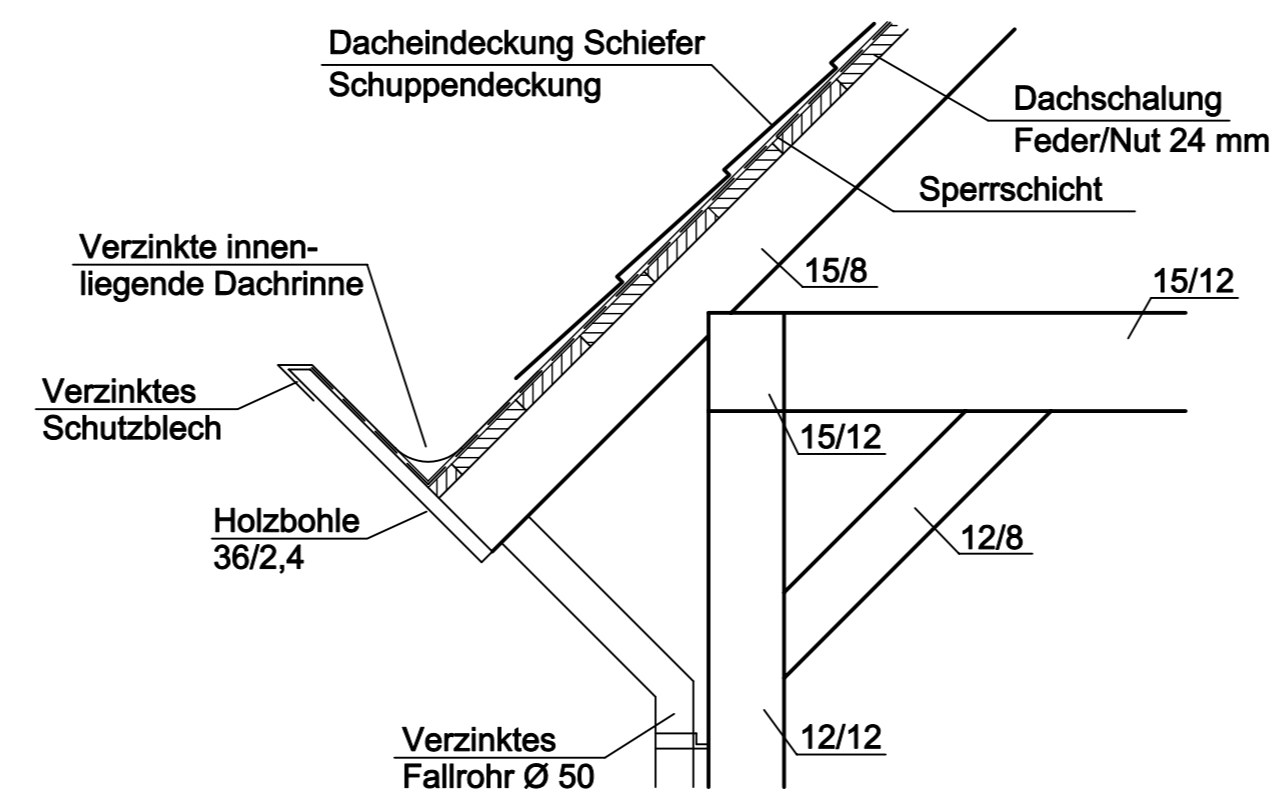 Dacheindeckung Schiefer
Schuppendeckung
Dachschalung
Feder/Nut 24 mm
Sperrschicht
Verzinkte innen-
liegende Dachrinne
15/8
15/12
Verzinktes
Schutzblech
15/12
Holzbohle
36/2,4
12/8
Verzinktes
Fallrohr Ø 50
12/12